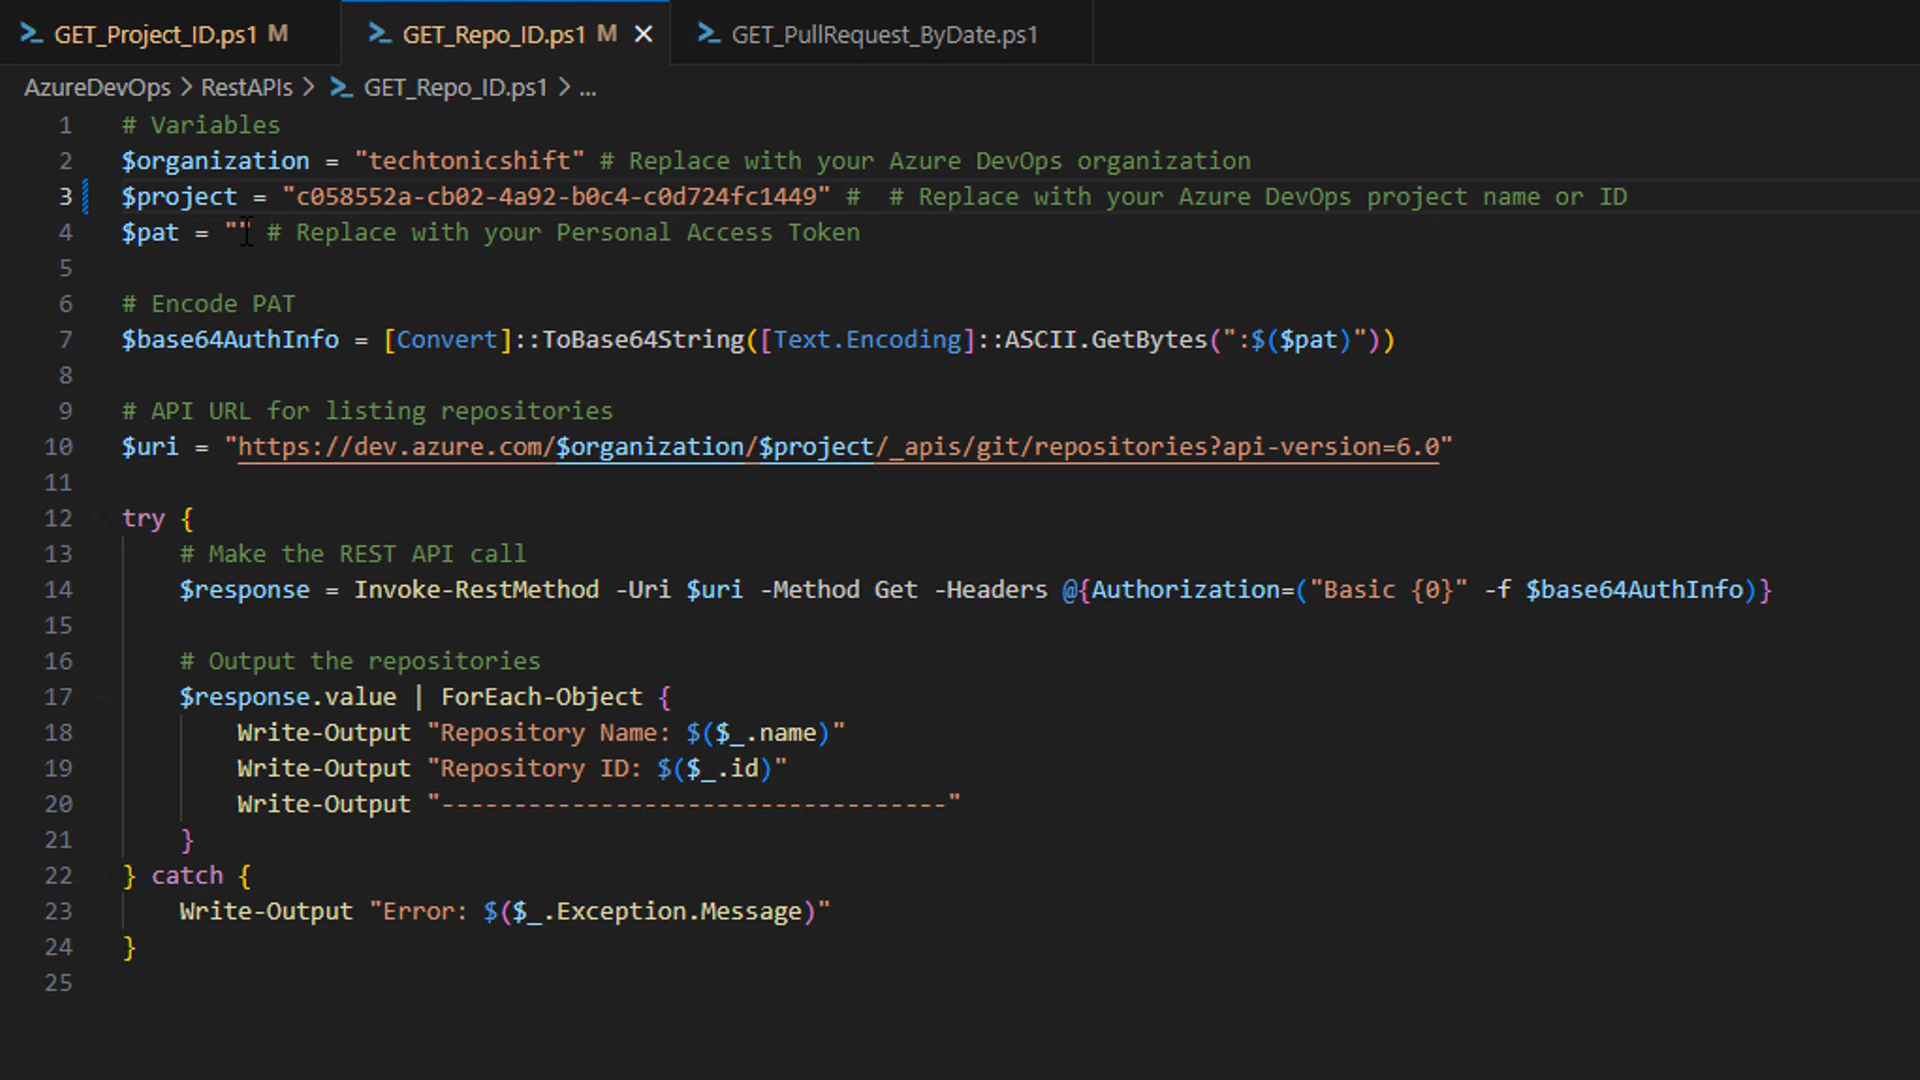 GET_Project_ID.ps1 M GET_Repo_ID.ps1 M GET_PullRequest_ByDate.ps1
AzureDevOps > RestAPIs > GET_Repo_ID.ps1 > ...
1 # Variables
2 $organization = "techtonicshift" # Replace with your Azure DevOps organization
3 $project = "c058552a-cb02-4a92-b0c4-c0d724fc1449" # # Replace with your Azure DevOps project name or ID
4 $pat = "" # Replace with your Personal Access Token
5
6 # Encode PAT
7 $base64AuthInfo = [Convert]::ToBase64String([Text.Encoding]::ASCII.GetBytes(":$($pat)"))
8
9 # API URL for listing repositories
10 $uri = "https://dev.azure.com/$organization/$project/_apis/git/repositories?api-version=6.0"
11
12 try {
13     # Make the REST API call
14     $response = Invoke-RestMethod -Uri $uri -Method Get -Headers @{Authorization=("Basic {0}" -f $base64AuthInfo)}
15
16     # Output the repositories
17     $response.value | ForEach-Object {
18         Write-Output "Repository Name: $($_.name)"
19         Write-Output "Repository ID: $($_.id)"
20         Write-Output "-----------------------------------"
21     }
22 } catch {
23     Write-Output "Error: $($_.Exception.Message)"
24 }
25